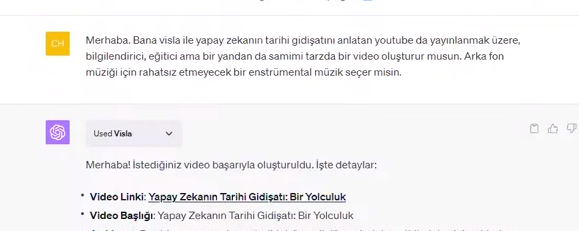 CH
Merhaba. Bana visla ile yapay zekanın tarihi gidişatını anlatan youtube da yayınlanmak üzere,
bilgilendirici, eğitici ama bir yandan da samimi tarzda bir video oluşturur musun. Arka fon
müziği için rahatsız etmeyecek bir enstrümental müzik seçer misin.
Used Visla
Merhaba! İstediğiniz video başarıyla oluşturuldu. İşte detaylar:
• Video Linki: Yapay Zekanın Tarihi Gidişatı: Bir Yolculuk
• Video Başlığı: Yapay Zekanın Tarihi Gidişatı: Bir Yolculuk